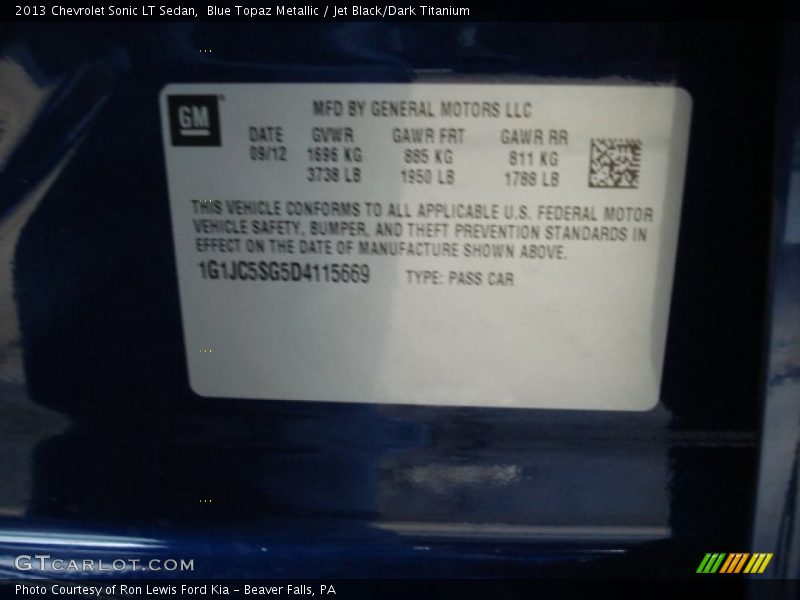 2013 Chevrolet Sonic LT Sedan,  Blue Topaz Metallic / Jet Black/Dark Titanium
GM
MFD BY GENERAL MOTORS LLC
DATE GVWR GAWR FRT GAWR RR
09/12 1696 KG 885 KG 811 KG
3738 LB 1950 LB 1788 LB
THIS VEHICLE CONFORMS TO ALL APPLICABLE U.S. FEDERAL MOTOR
VEHICLE SAFETY, BUMPER, AND THEFT PREVENTION STANDARDS IN
EFFECT ON THE DATE OF MANUFACTURE SHOWN ABOVE.
1G1JC5SG5D4115669 TYPE: PASS CAR
GTCARLOT.COM
Photo Courtesy of Ron Lewis Ford Kia - Beaver Falls, PA